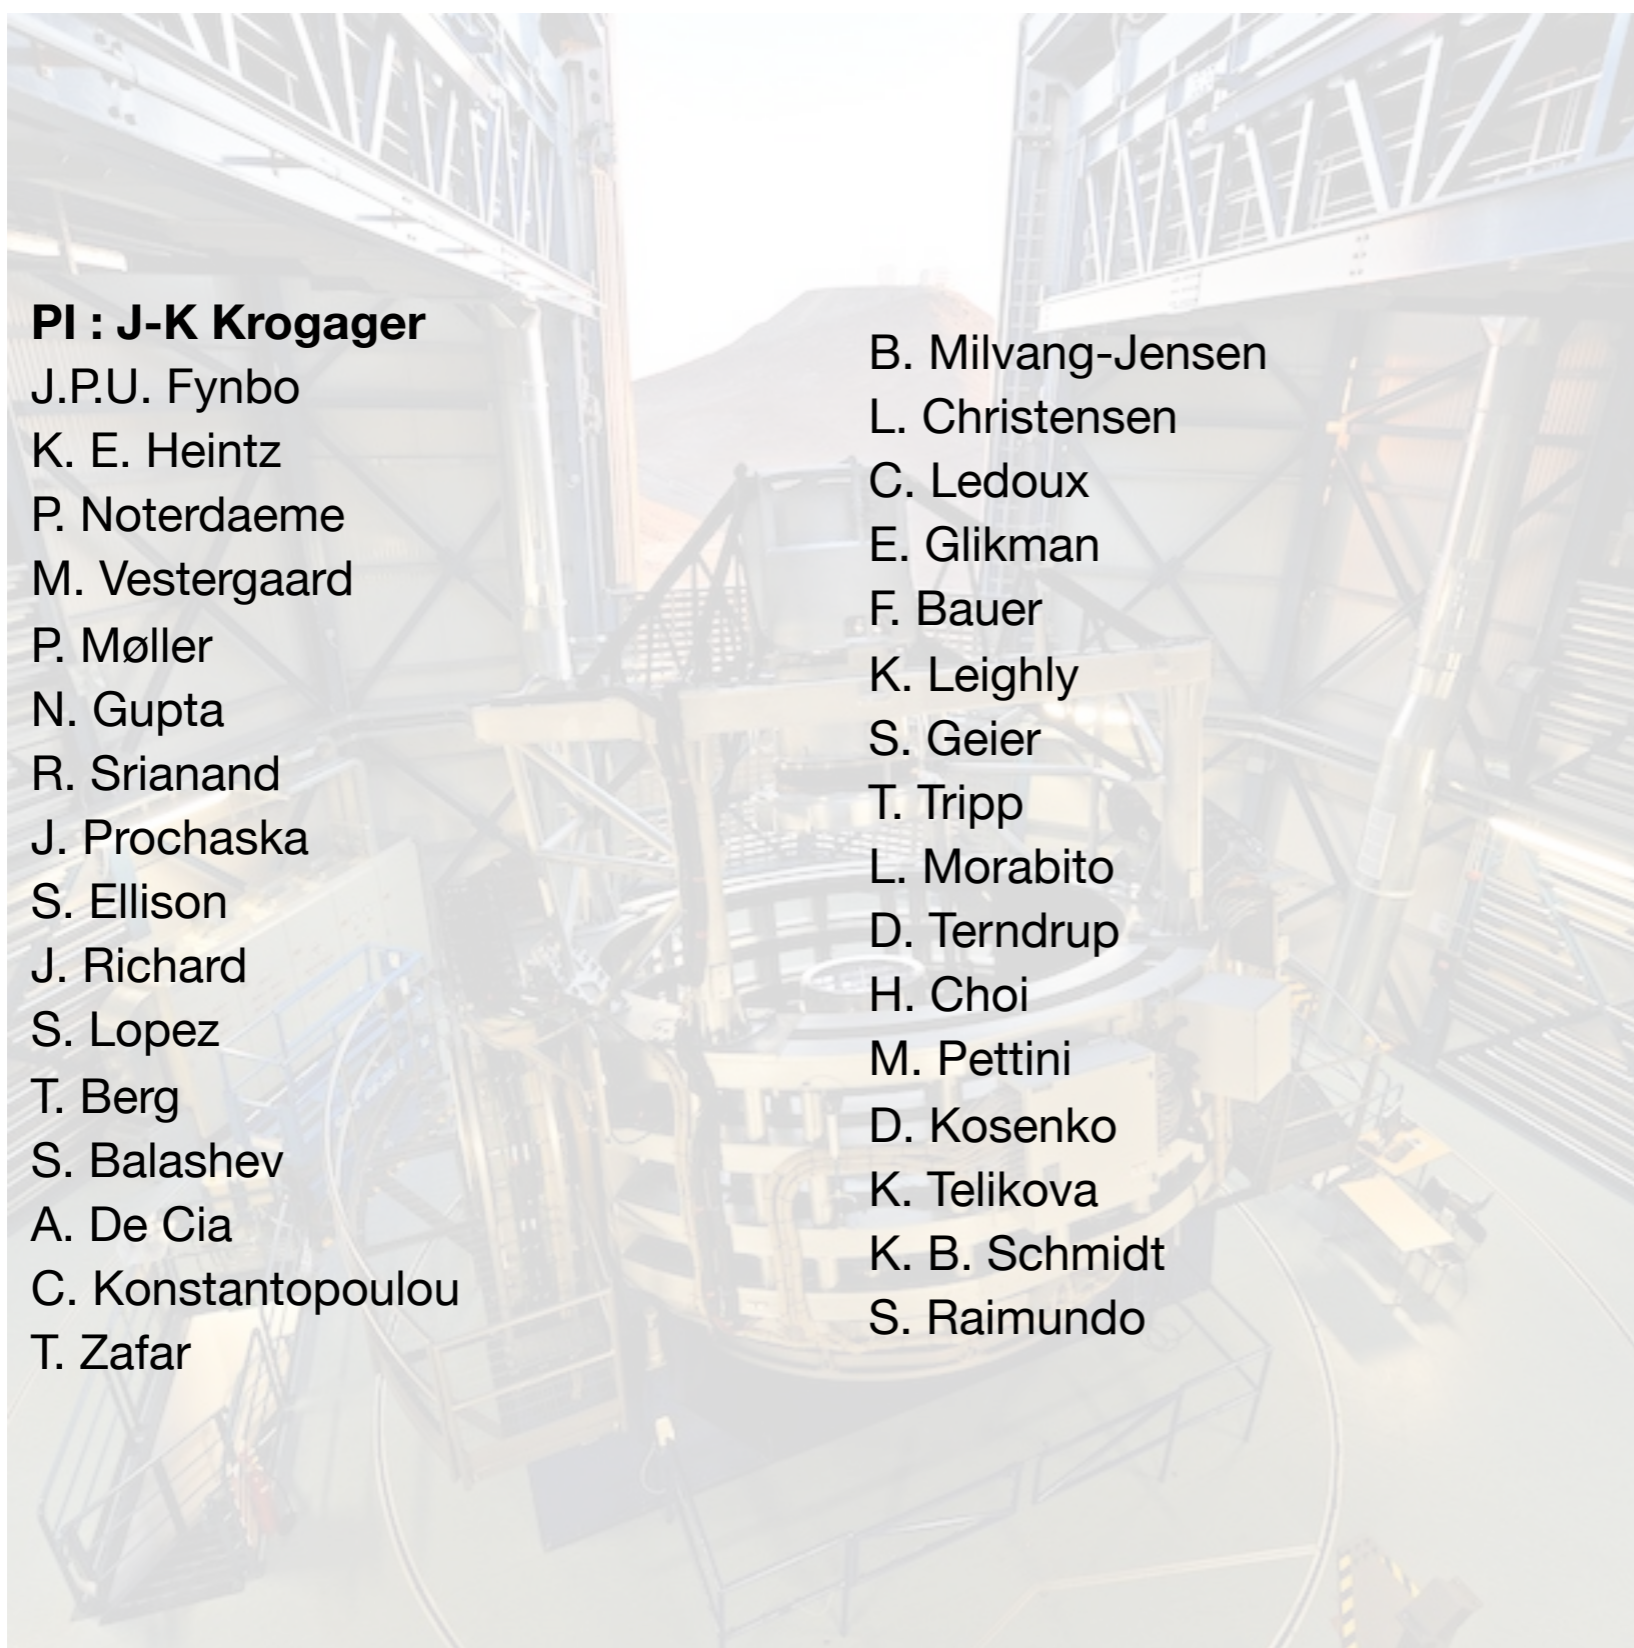 PI : J-K Krogager
J.P.U. Fynbo
K. E. Heintz
P. Noterdaeme
M. Vestergaard
P. Møller
N. Gupta
R. Srianand
J. Prochaska
S. Ellison
J. Richard
S. Lopez
T. Berg
S. Balashev
A. De Cia
C. Konstantopoulou
T. Zafar
B. Milvang-Jensen
L. Christensen
C. Ledoux
E. Glikman
F. Bauer
K. Leighly
S. Geier
T. Tripp
L. Morabito
D. Terndrup
H. Choi
M. Pettini
D. Kosenko
K. Telikova
K. B. Schmidt
S. Raimundo